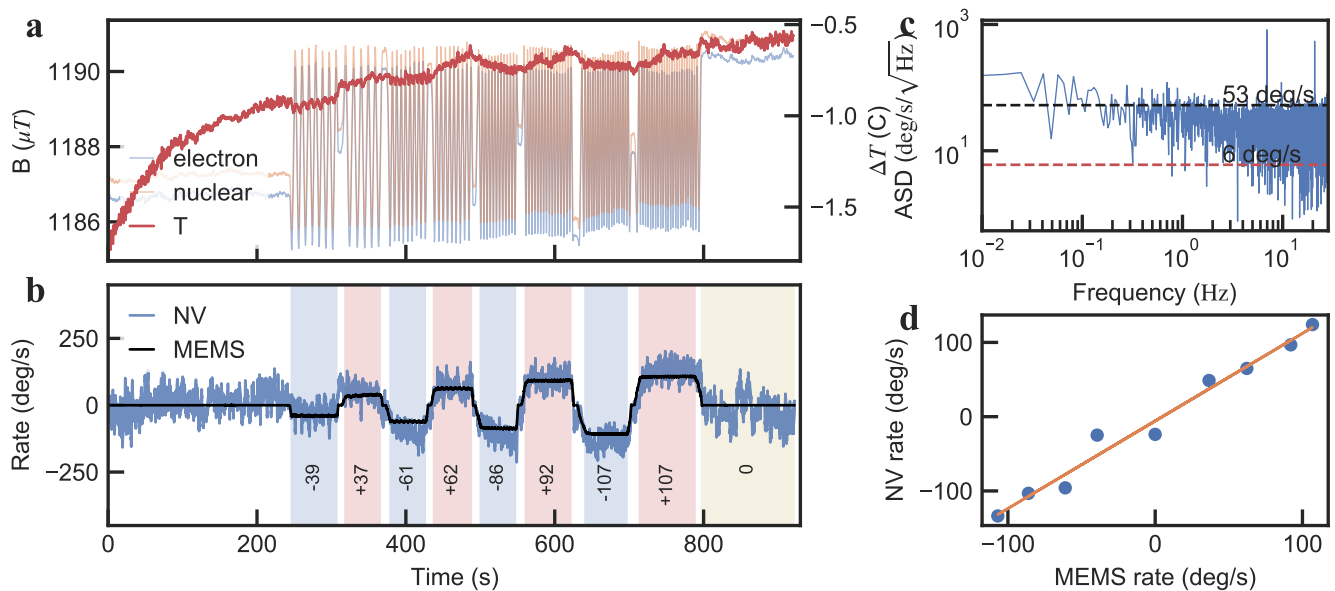 a
B (μT)
1190
1188
1186
electron
nuclear
T
−0.5
−1.0
−1.5
ΔT (C)
b
Rate (deg/s)
250
0
−250
NV
MEMS
-39
+37
-61
+62
-86
+92
-107
+107
0
0
200
400
600
800
Time (s)
c
ASD (deg/s/√Hz)
10³
10¹
53 deg/s
6 deg/s
10⁻²
10⁻¹
10⁰
10¹
Frequency (Hz)
d
NV rate (deg/s)
100
0
−100
−100
0
100
MEMS rate (deg/s)